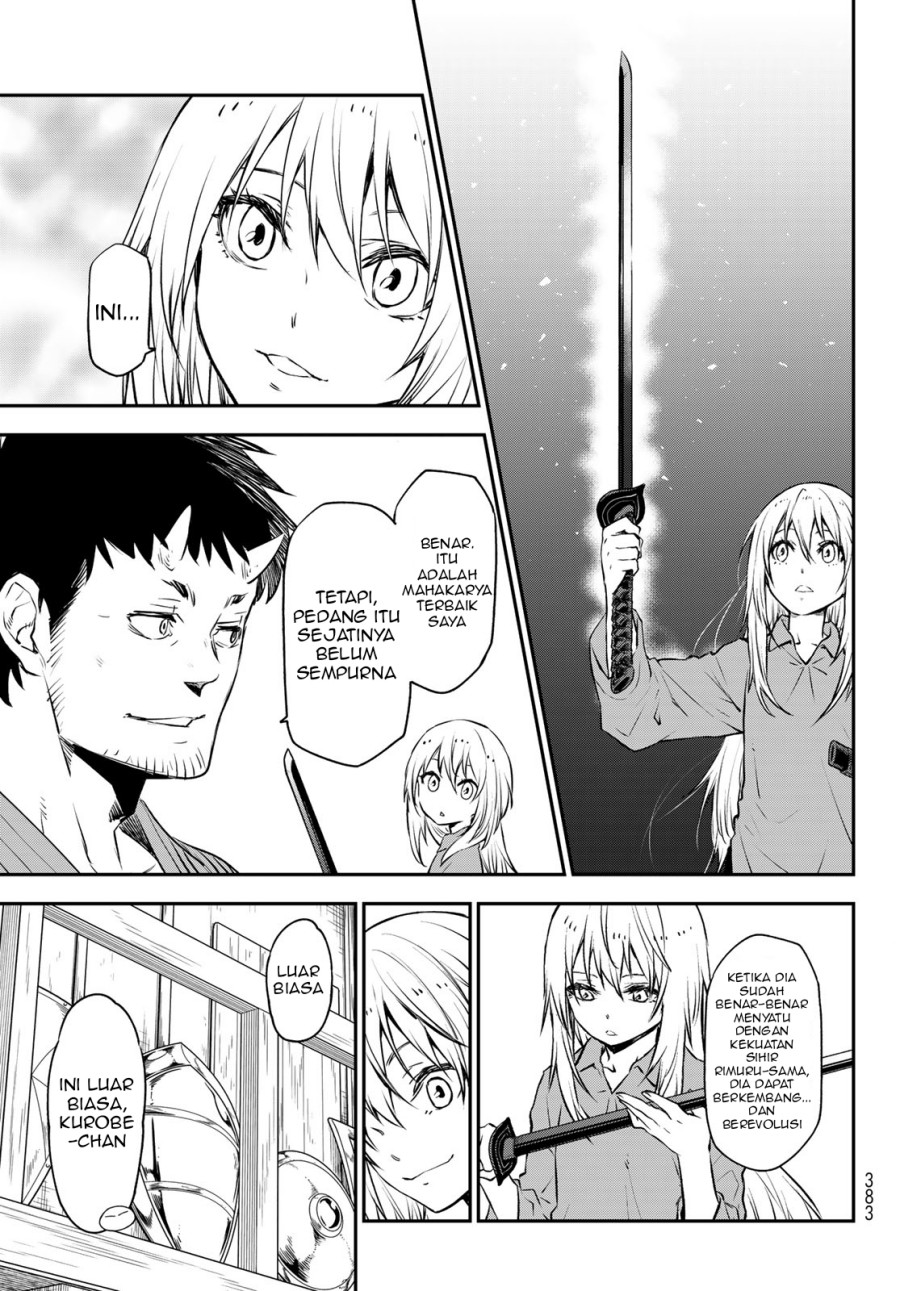 INI...
BENAR.
ITU
ADALAH
MAHAKARYA
TERBAIK
SAYA
TETAPI,
PEDANG ITU
SEJATINYA
BELUM
SEMPURNA
KETIKA DIA
SUDAH
BENAR-BENAR
MENYATU
DENGAN
KEKUATAN
SIHIR
RIMURU-SAMA,
DIA DAPAT
BERKEMBANG...
DAN
BEREVOLUSI
LUAR
BIASA
INI LUAR
BIASA,
KUROBE
-CHAN
383